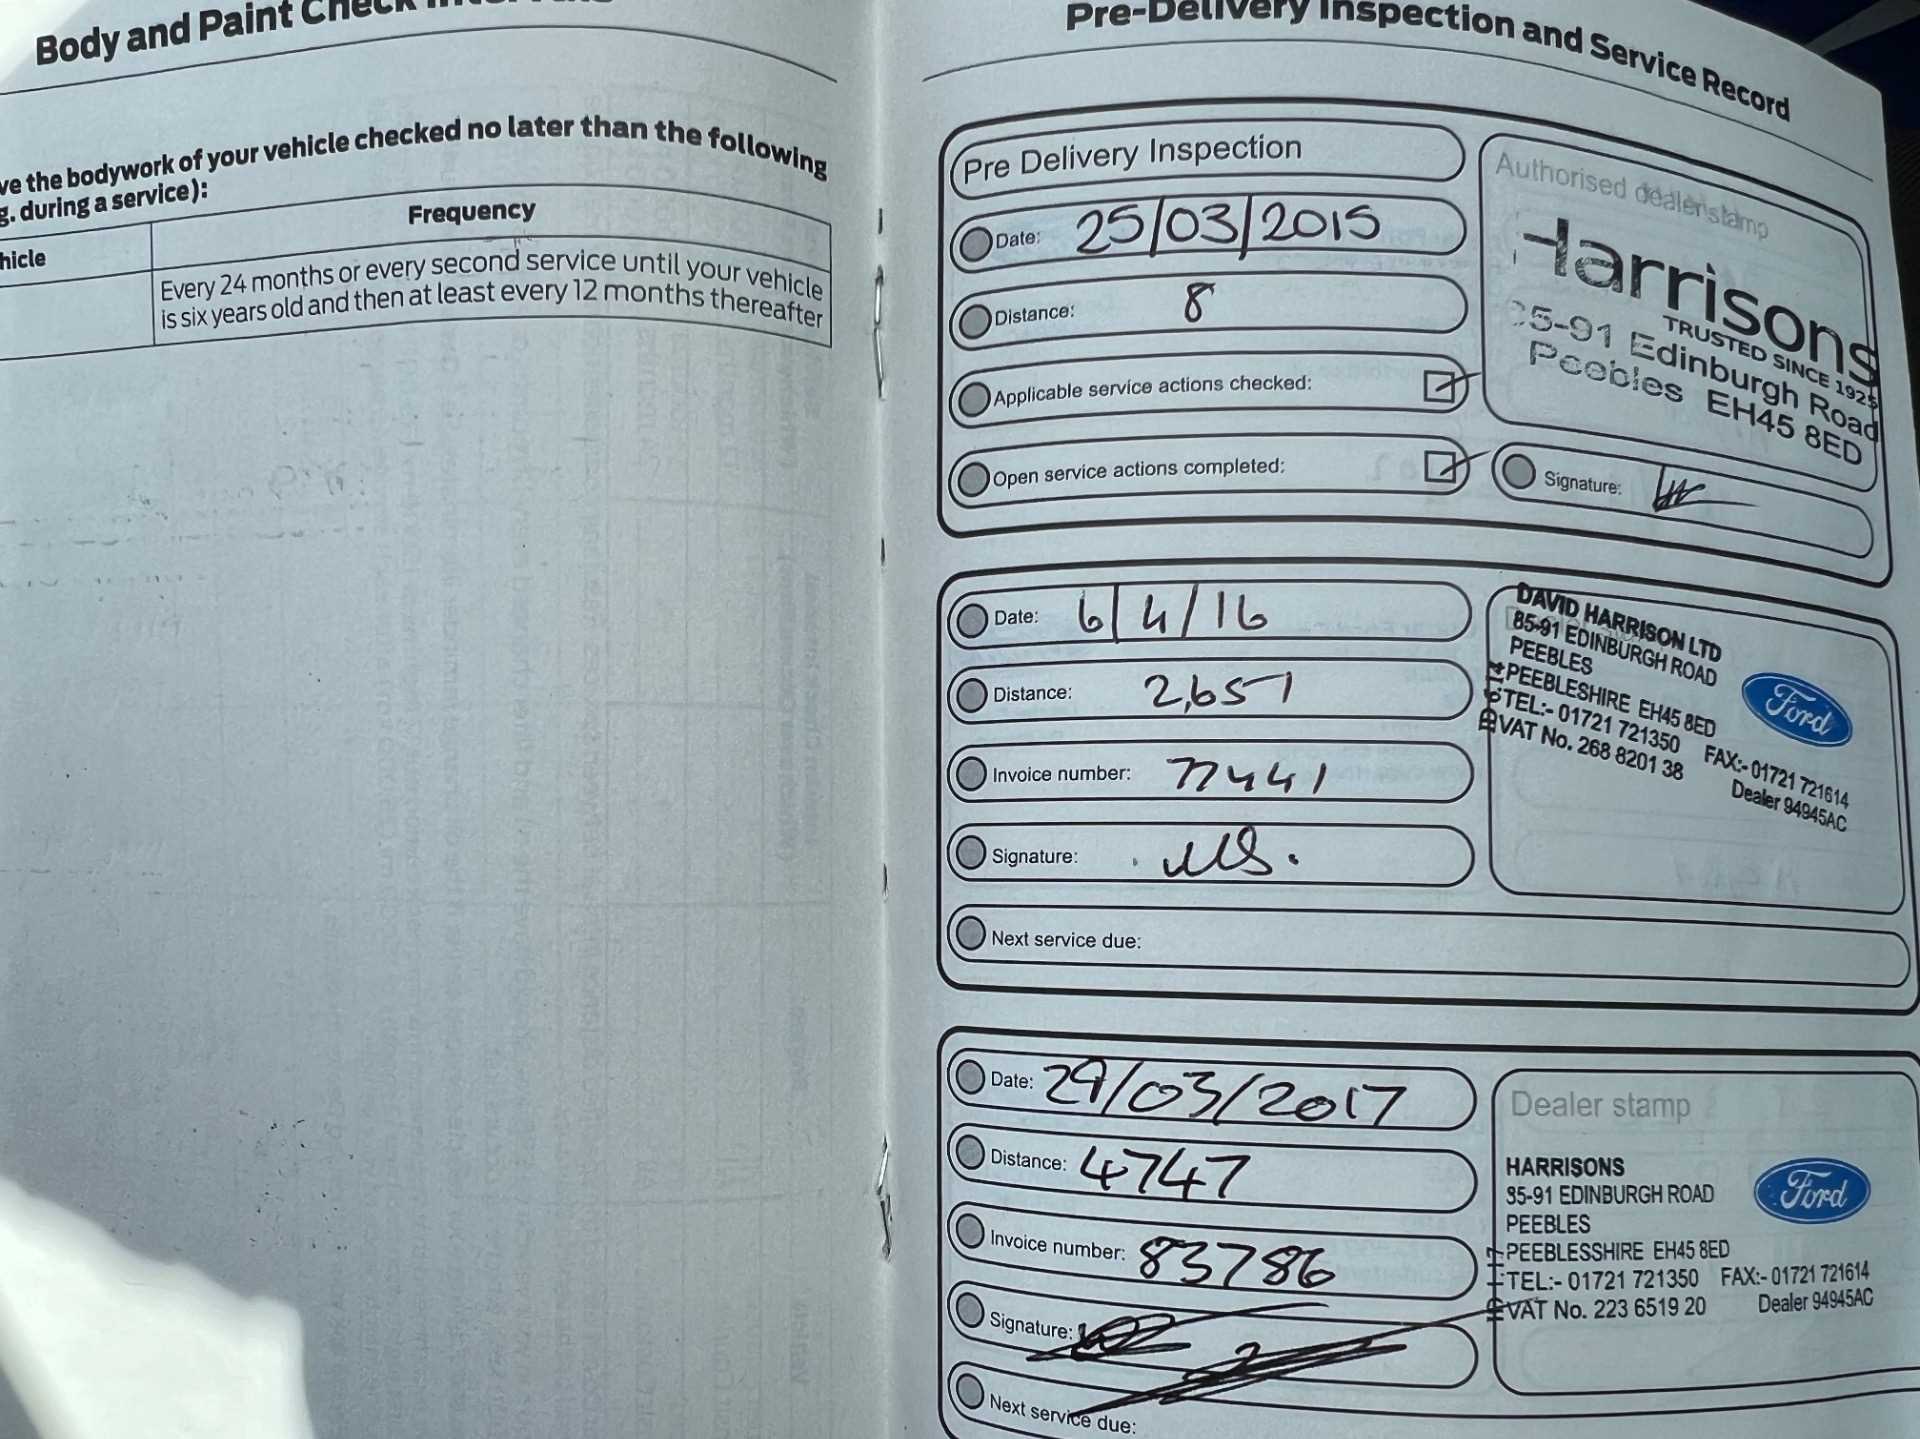 Body and Paint Check
ve the bodywork of your vehicle checked no later than the following
g. during a service):
hicle
Frequency
Every 24 months or every second service until your vehicle
is six years old and then at least every 12 months thereafter
Pre-Delivery Inspection and Service Record
Pre Delivery Inspection
Date: 25/03/2015
Distance: 8
Applicable service actions checked:
Open service actions completed:
Authorised dealer stamp
Harrisons
TRUSTED SINCE 1925
85-91 Edinburgh Road
Peebles EH45 8ED
Signature:
Date: 6/4/16
Distance: 2,651
Invoice number: 77441
Signature:
Next service due:
DAVID HARRISON LTD
85-91 EDINBURGH ROAD
PEEBLES
PEEBLESHIRE EH45 8ED
TEL:- 01721 721350 FAX:- 01721 721614
VAT No. 268 8201 38 Dealer 94945AC
Ford
Date: 29/03/2017
Distance: 4747
Invoice number: 83786
Signature:
Next service due:
Dealer stamp
HARRISONS
85-91 EDINBURGH ROAD
PEEBLES
PEEBLESSHIRE EH45 8ED
TEL:- 01721 721350 FAX:- 01721 721614
VAT No. 223 6519 20 Dealer 94945AC
Ford